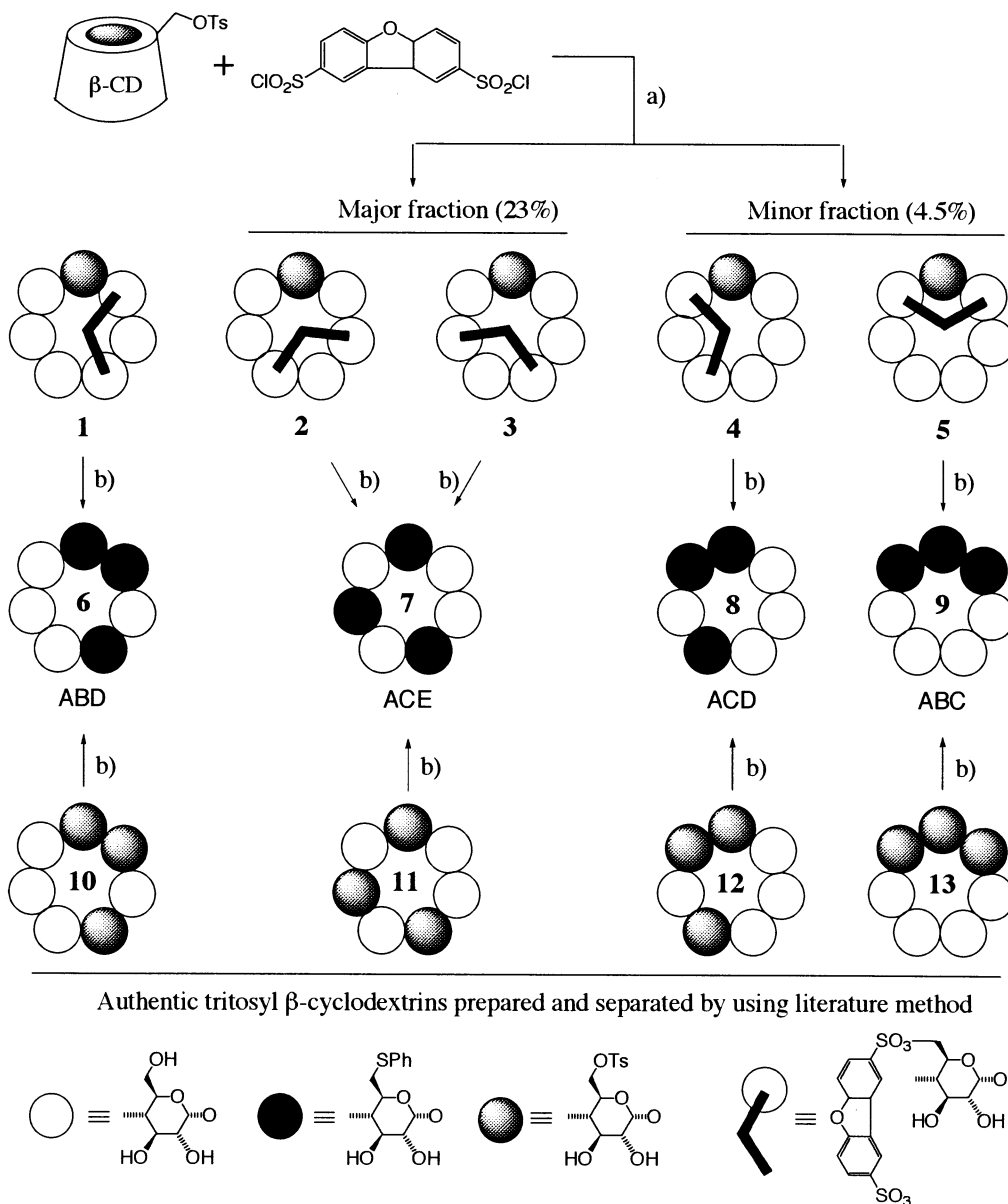 OTs
β-CD
+
ClO₂S
SO₂Cl
a)
Major fraction (23%)
Minor fraction (4.5%)
1 2 3 4 5
b) b) b) b) b)
6 7 8 9
ABD ACE ACD ABC
b) b) b) b)
10 11 12 13
Authentic tritosyl β-cyclodextrins prepared and separated by using literature method
OH SPh OTs SO₃
O O O O
O O O O O
≡ ≡ ≡ ≡
HO OH HO OH HO OH HO OH
SO₃